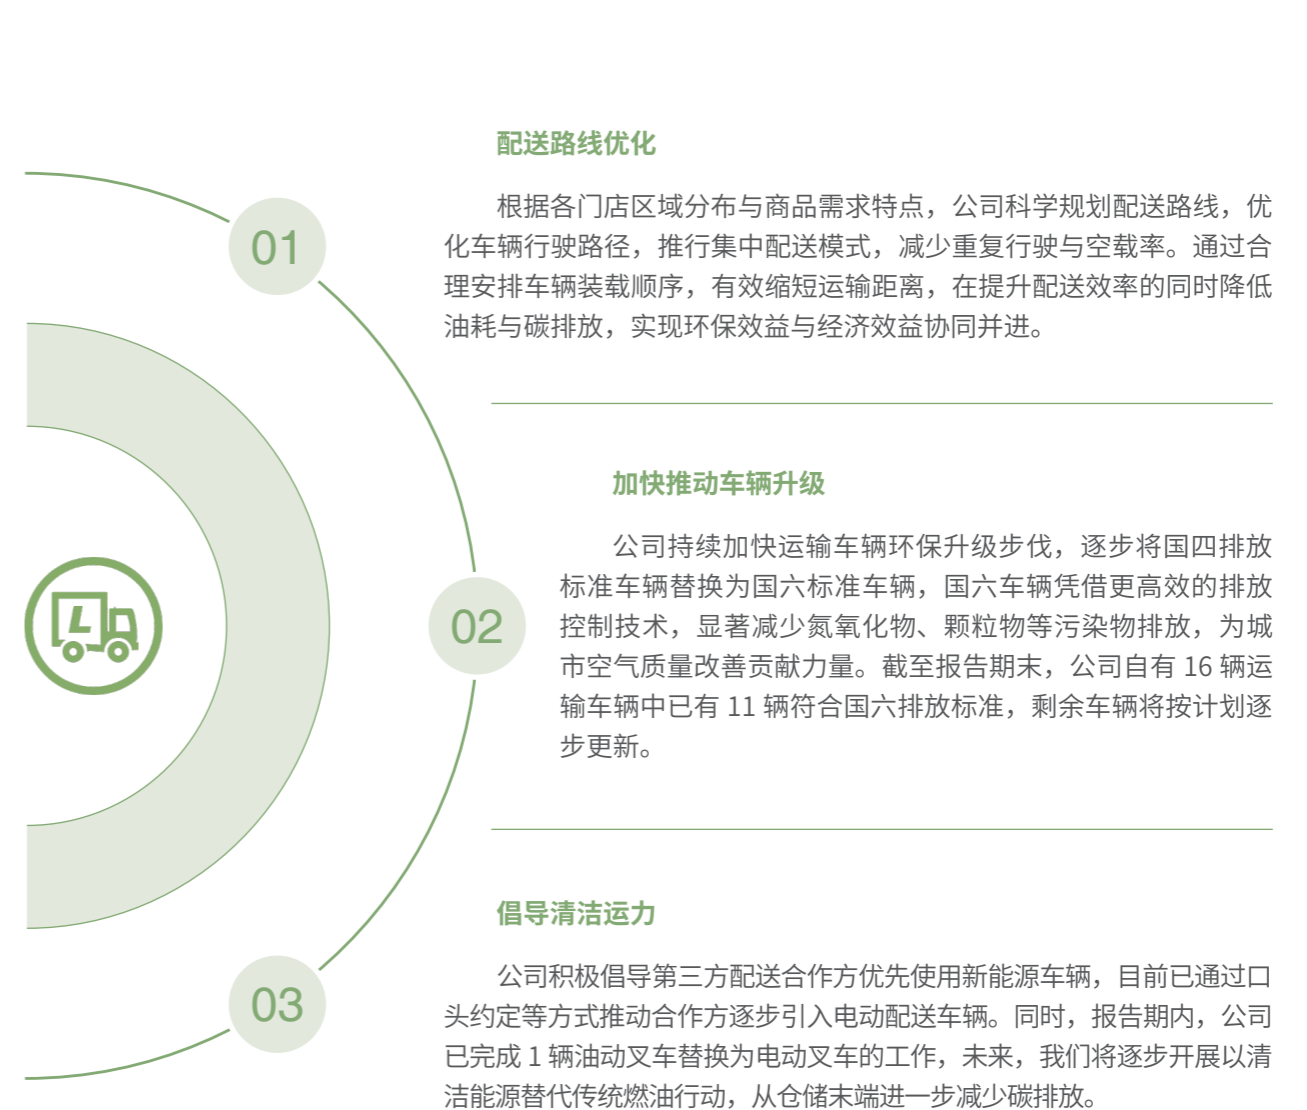 配送路线优化
01
根据各门店区域分布与商品需求特点，公司科学规划配送路线，优
化车辆行驶路径，推行集中配送模式，减少重复行驶与空载率。通过合
理安排车辆装载顺序，有效缩短运输距离，在提升配送效率的同时降低
油耗与碳排放，实现环保效益与经济效益协同并进。
加快推动车辆升级
02
公司持续加快运输车辆环保升级步伐，逐步将国四排放
标准车辆替换为国六标准车辆，国六车辆凭借更高效的排放
控制技术，显著减少氮氧化物、颗粒物等污染物排放，为城
市空气质量改善贡献力量。截至报告期末，公司自有 16 辆运
输车辆中已有 11 辆符合国六排放标准，剩余车辆将按计划逐
步更新。
倡导清洁运力
03
公司积极倡导第三方配送合作方优先使用新能源车辆，目前已通过口
头约定等方式推动合作方逐步引入电动配送车辆。同时，报告期内，公司
已完成 1 辆油动叉车替换为电动叉车的工作，未来，我们将逐步开展以清
洁能源替代传统燃油行动，从仓储末端进一步减少碳排放。